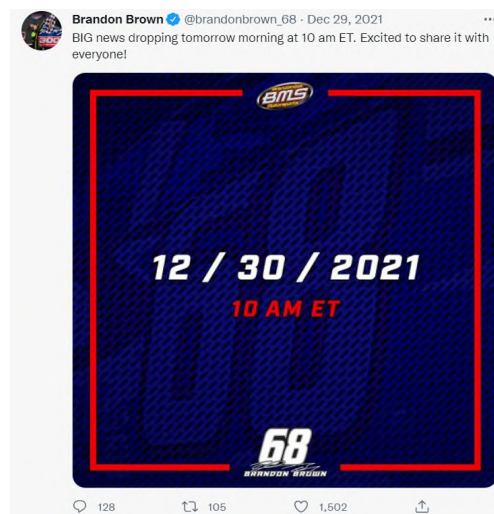 Brandon Brown @brandonbrown_68 · Dec 29, 2021
BIG news dropping tomorrow morning at 10 am ET. Excited to share it with
everyone!
BMS
12 / 30 / 2021
10 AM ET
68
BRANDON BROWN
128 105 1,502